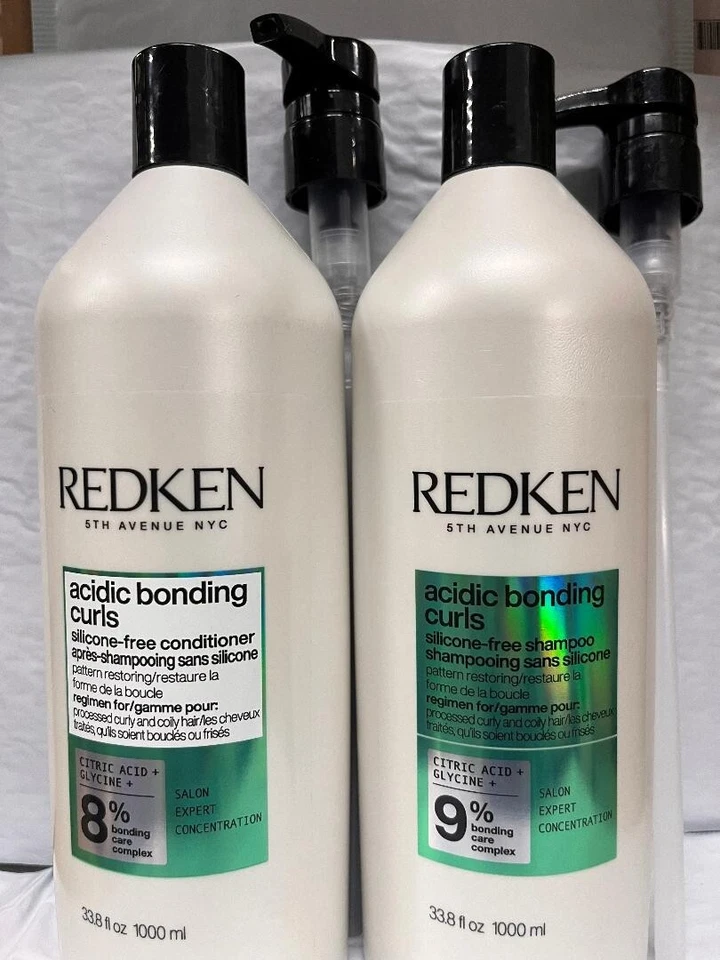 REDKEN
5TH AVENUE NYC
acidic bonding
curls
silicone-free conditioner
après-shampooing sans silicone
pattern restoring/restaure la
forme de la boucle
regimen for/gamme pour:
processed curly and coily hair/les cheveux
traités, qu'ils soient bouclés ou frisés
CITRIC ACID +
GLYCINE +
8%
bonding
care
complex
SALON
EXPERT
CONCENTRATION
33.8 fl oz 1000 ml
REDKEN
5TH AVENUE NYC
acidic bonding
curls
silicone-free shampoo
shampooing sans silicone
pattern restoring/restaure la
forme de la boucle
regimen for/gamme pour:
processed curly and coily hair/les cheveux
traités, qu'ils soient bouclés ou frisés
CITRIC ACID +
GLYCINE +
9%
bonding
care
complex
SALON
EXPERT
CONCENTRATION
33.8 fl oz 1000 ml